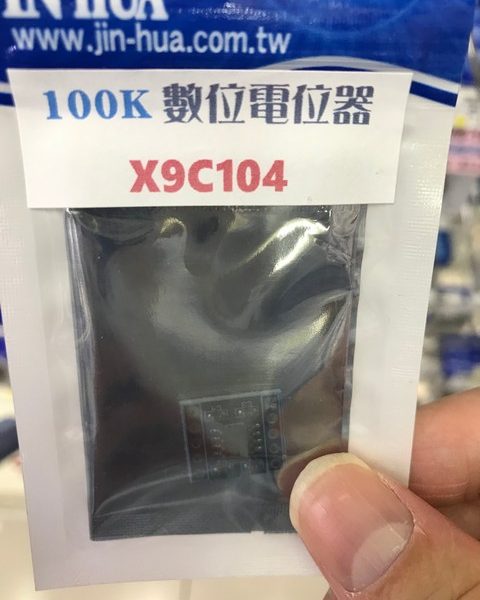 JIN-HUA
www.jin-hua.com.tw
100K 數位電位器
X9C104